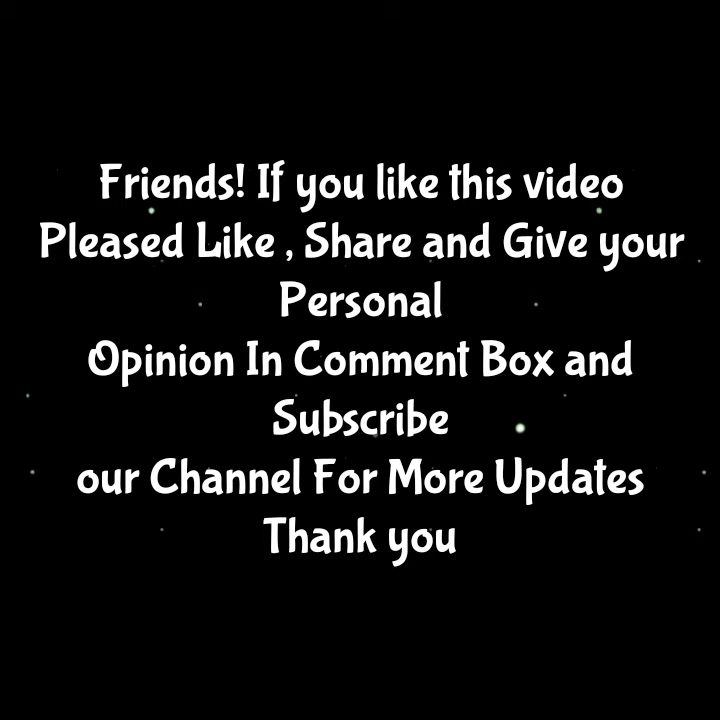 Friends! If you like this video
Pleased Like , Share and Give your
Personal
Opinion In Comment Box and
Subscribe
our Channel For More Updates
Thank you